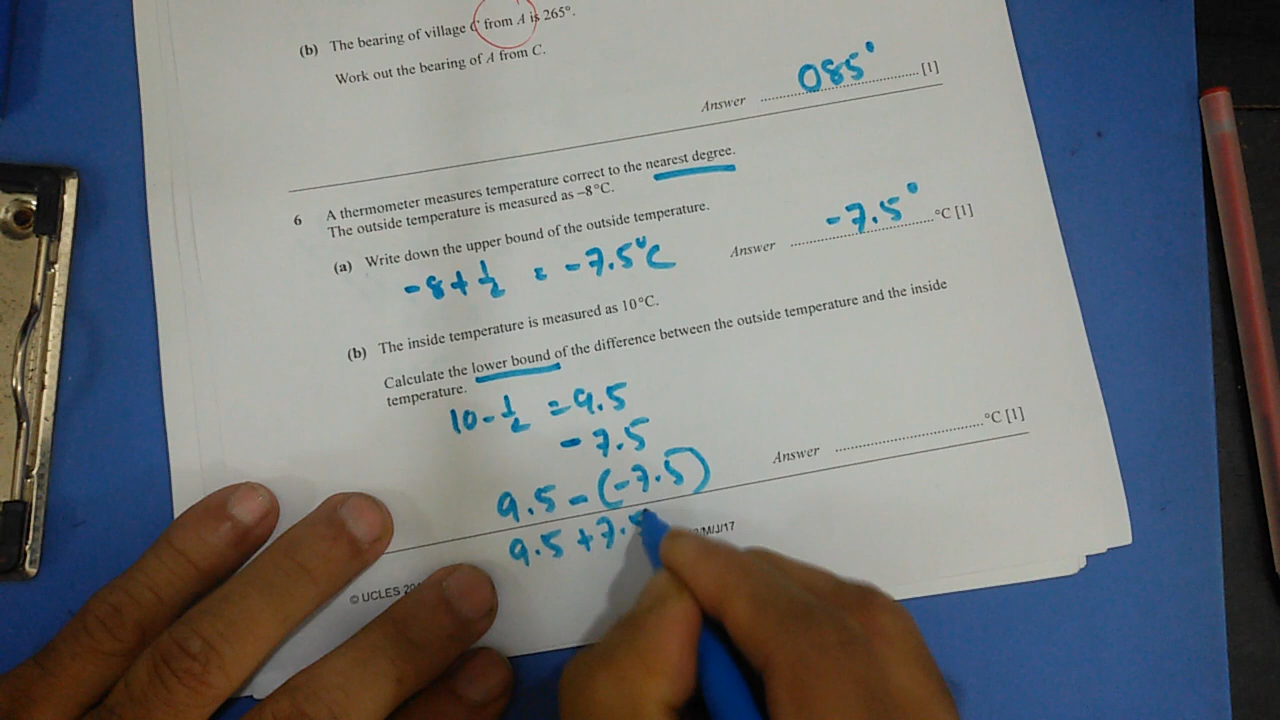 (b) The bearing of village C from A is 265°.
Work out the bearing of A from C.
085°
Answer .................................... [1]
6 A thermometer measures temperature correct to the nearest degree.
The outside temperature is measured as –8°C.
(a) Write down the upper bound of the outside temperature.
-8 + 1/2 = -7.5°C
-7.5°
Answer ................................°C [1]
(b) The inside temperature is measured as 10°C.
Calculate the lower bound of the difference between the outside temperature and the inside
temperature.
10 - 1/2 = 9.5
- 7.5
9.5 - (-7.5)
Answer ................................°C [1]
9.5 + 7.5
/M/J/17
© UCLES 20